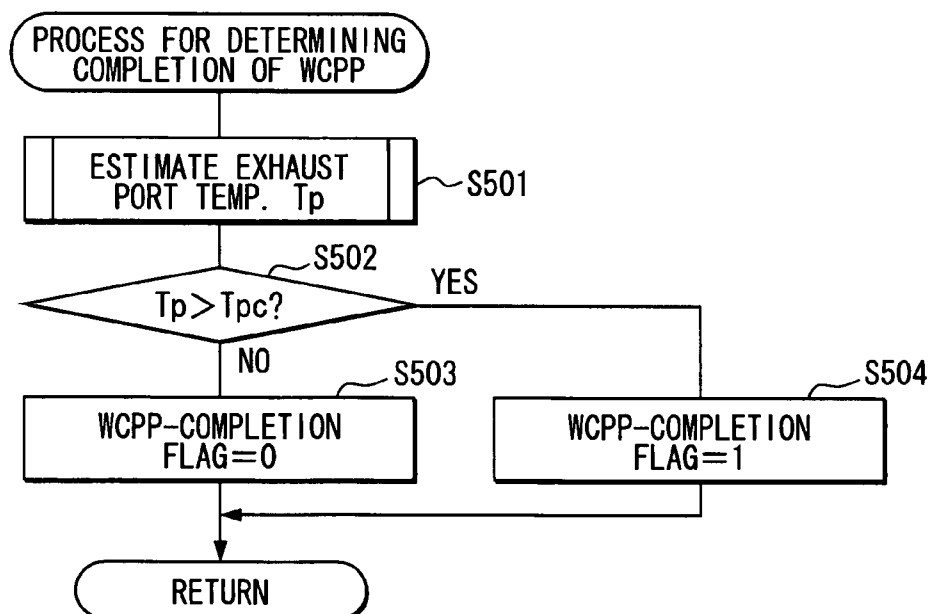 PROCESS FOR DETERMINING
COMPLETION OF WCPP
ESTIMATE EXHAUST
PORT TEMP. Tp
S501
S502
Tp＞Tpc?
YES
NO
S503
WCPP-COMPLETION
FLAG=0
S504
WCPP-COMPLETION
FLAG=1
RETURN